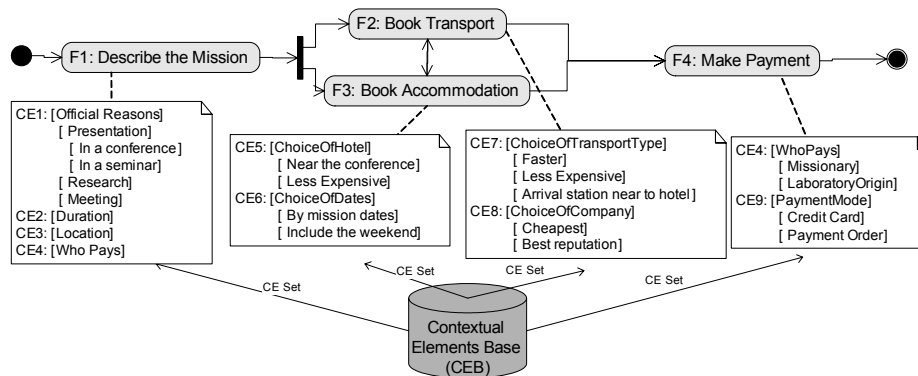 F2: Book Transport
F1: Describe the Mission
F4: Make Payment
F3: Book Accommodation
CE1: [Official Reasons]
[ Presentation]
[ In a conference]
[ In a seminar]
[ Research]
[ Meeting]
CE2: [Duration]
CE3: [Location]
CE4: [Who Pays]
CE5: [ChoiceOfHotel]
[ Near the conference]
[ Less Expensive]
CE6: [ChoiceOfDates]
[ By mission dates]
[ Include the weekend]
CE7: [ChoiceOfTransportType]
[ Faster]
[ Less Expensive]
[ Arrival station near to hotel]
CE8: [ChoiceOfCompany]
[ Cheapest]
[ Best reputation]
CE4: [WhoPays]
[ Missionary]
[ LaboratoryOrigin]
CE9: [PaymentMode]
[ Credit Card]
[ Payment Order]
CE Set
CE Set
CE Set
CE Set
Contextual
Elements Base
(CEB)